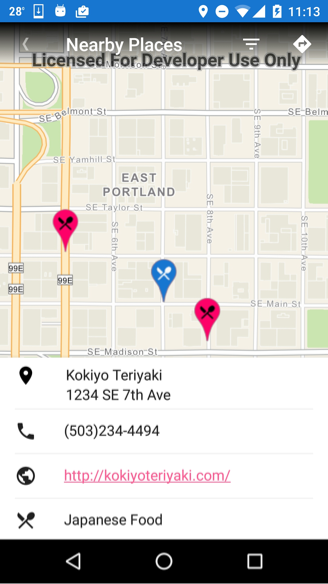 28° 11:13
Nearby Places
Licensed For Developer Use Only
SE Belmont St SE Belm
SE 9th Ave
SE Yamhill St
EAST
PORTLAND
SE Taylor St
SE 6th Ave SE 8th Ave SE 10th Ave
99E
99E 99E
SE Main St
SE Madison St
Kokiyo Teriyaki
1234 SE 7th Ave
(503)234-4494
http://kokiyoteriyaki.com/
Japanese Food